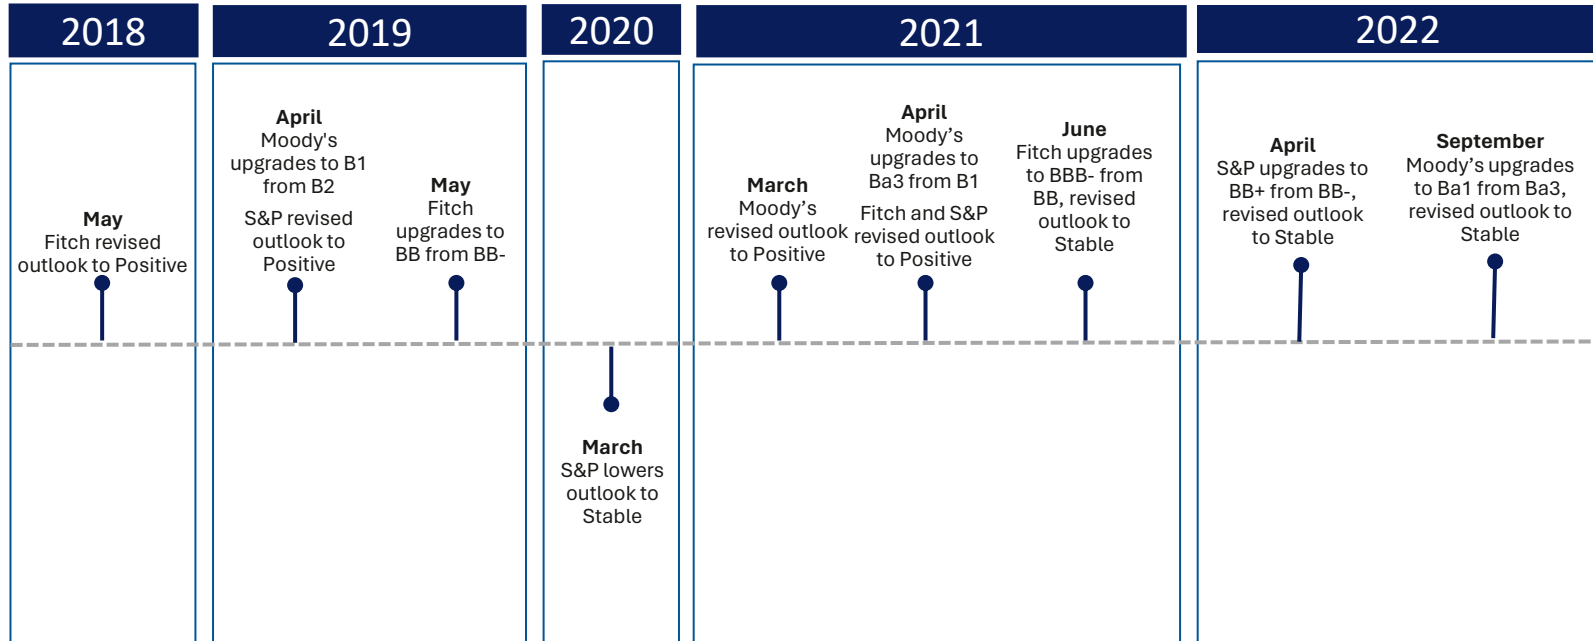 2018
May
Fitch revised
outlook to Positive
2019
April
Moody's
upgrades to B1
from B2
S&P revised
outlook to
Positive
May
Fitch
upgrades to
BB from BB-
2020
March
S&P lowers
outlook to
Stable
2021
March
Moody’s
revised outlook
to Positive
April
Moody’s
upgrades to
Ba3 from B1
Fitch and S&P
revised outlook
to Positive
June
Fitch upgrades
to BBB- from
BB, revised
outlook to
Stable
2022
April
S&P upgrades to
BB+ from BB-,
revised outlook
to Stable
September
Moody’s upgrades
to Ba1 from Ba3,
revised outlook to
Stable